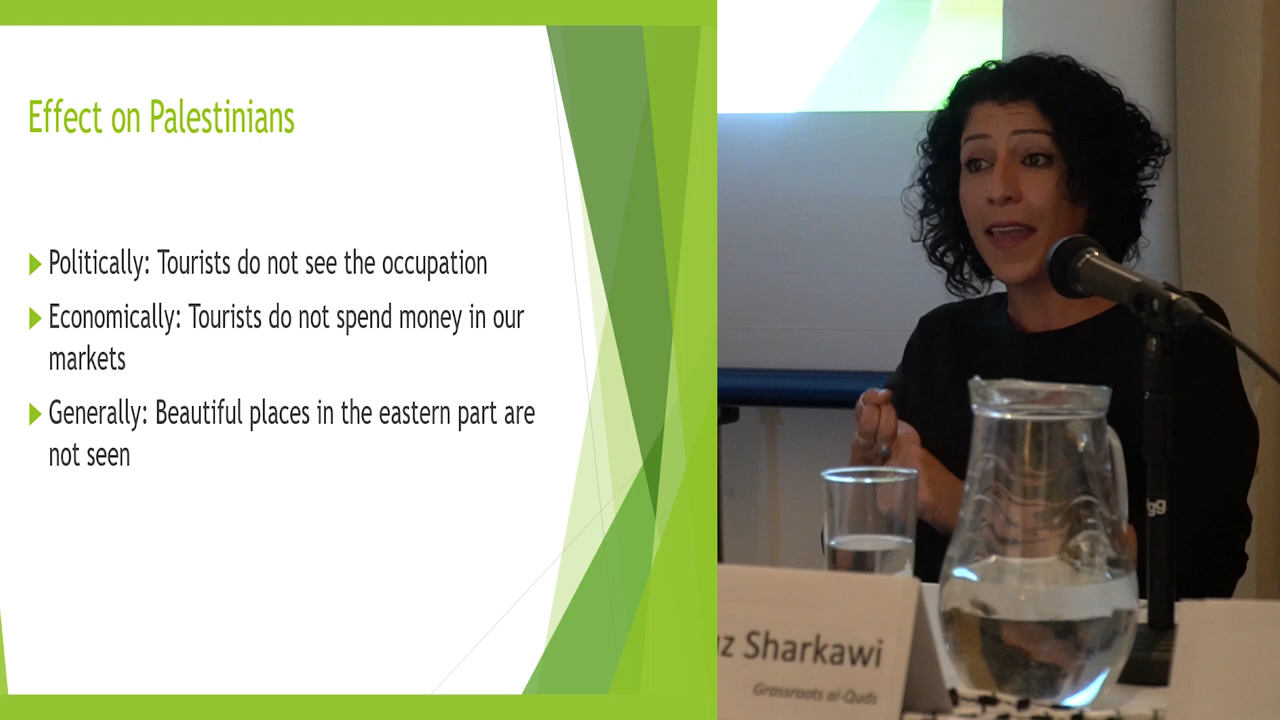 Effect on Palestinians
Politically: Tourists do not see the occupation
Economically: Tourists do not spend money in our
markets
Generally: Beautiful places in the eastern part are
not seen
Sharkawi
Grassroots al-Quds